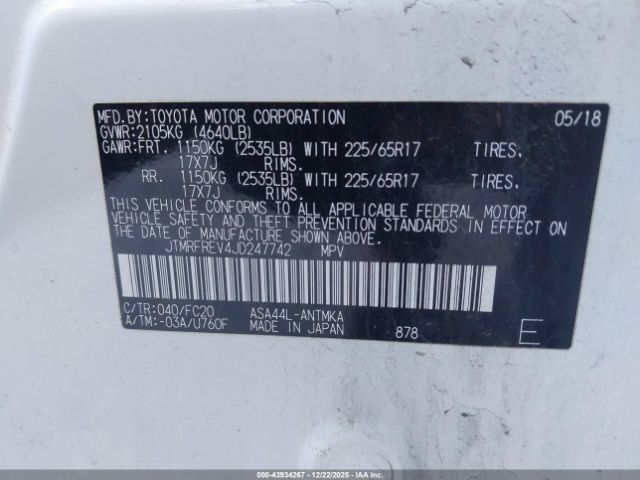 MFD.BY:TOYOTA MOTOR CORPORATION 05/18
GVWR:2105KG (4640LB)
GAWR:FRT. 1150KG (2535LB) WITH 225/65R17 TIRES.
17X7J RIMS.
RR. 1150KG (2535LB) WITH 225/65R17 TIRES.
17X7J RIMS.
THIS VEHICLE CONFORMS TO ALL APPLICABLE FEDERAL MOTOR
VEHICLE SAFETY AND THEFT PREVENTION STANDARDS IN EFFECT ON
THE DATE OF MANUFACTURE SHOWN ABOVE.
JTMRFREV4JD247742 MPV
C/TR:040/FC20 ASA44L-ANTMKA
A/TM:-03A/U760F MADE IN JAPAN 878 E
ASA - 43934267 - 12/22/2025 - IAAI.COM